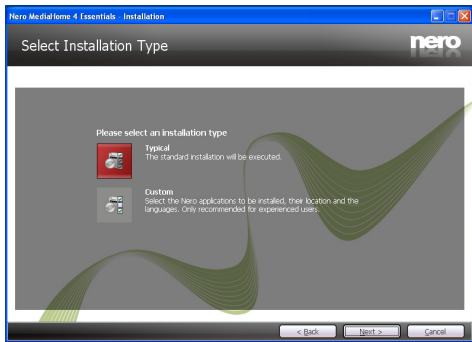 Nero MediaHome 4 Essentials - Installation
Select Installation Type
nero
Please select an installation type
Typical
The standard installation will be executed.
Custom
Select the Nero applications to be installed, their location and the
languages. Only recommended for experienced users.
< Back
Next >
Cancel